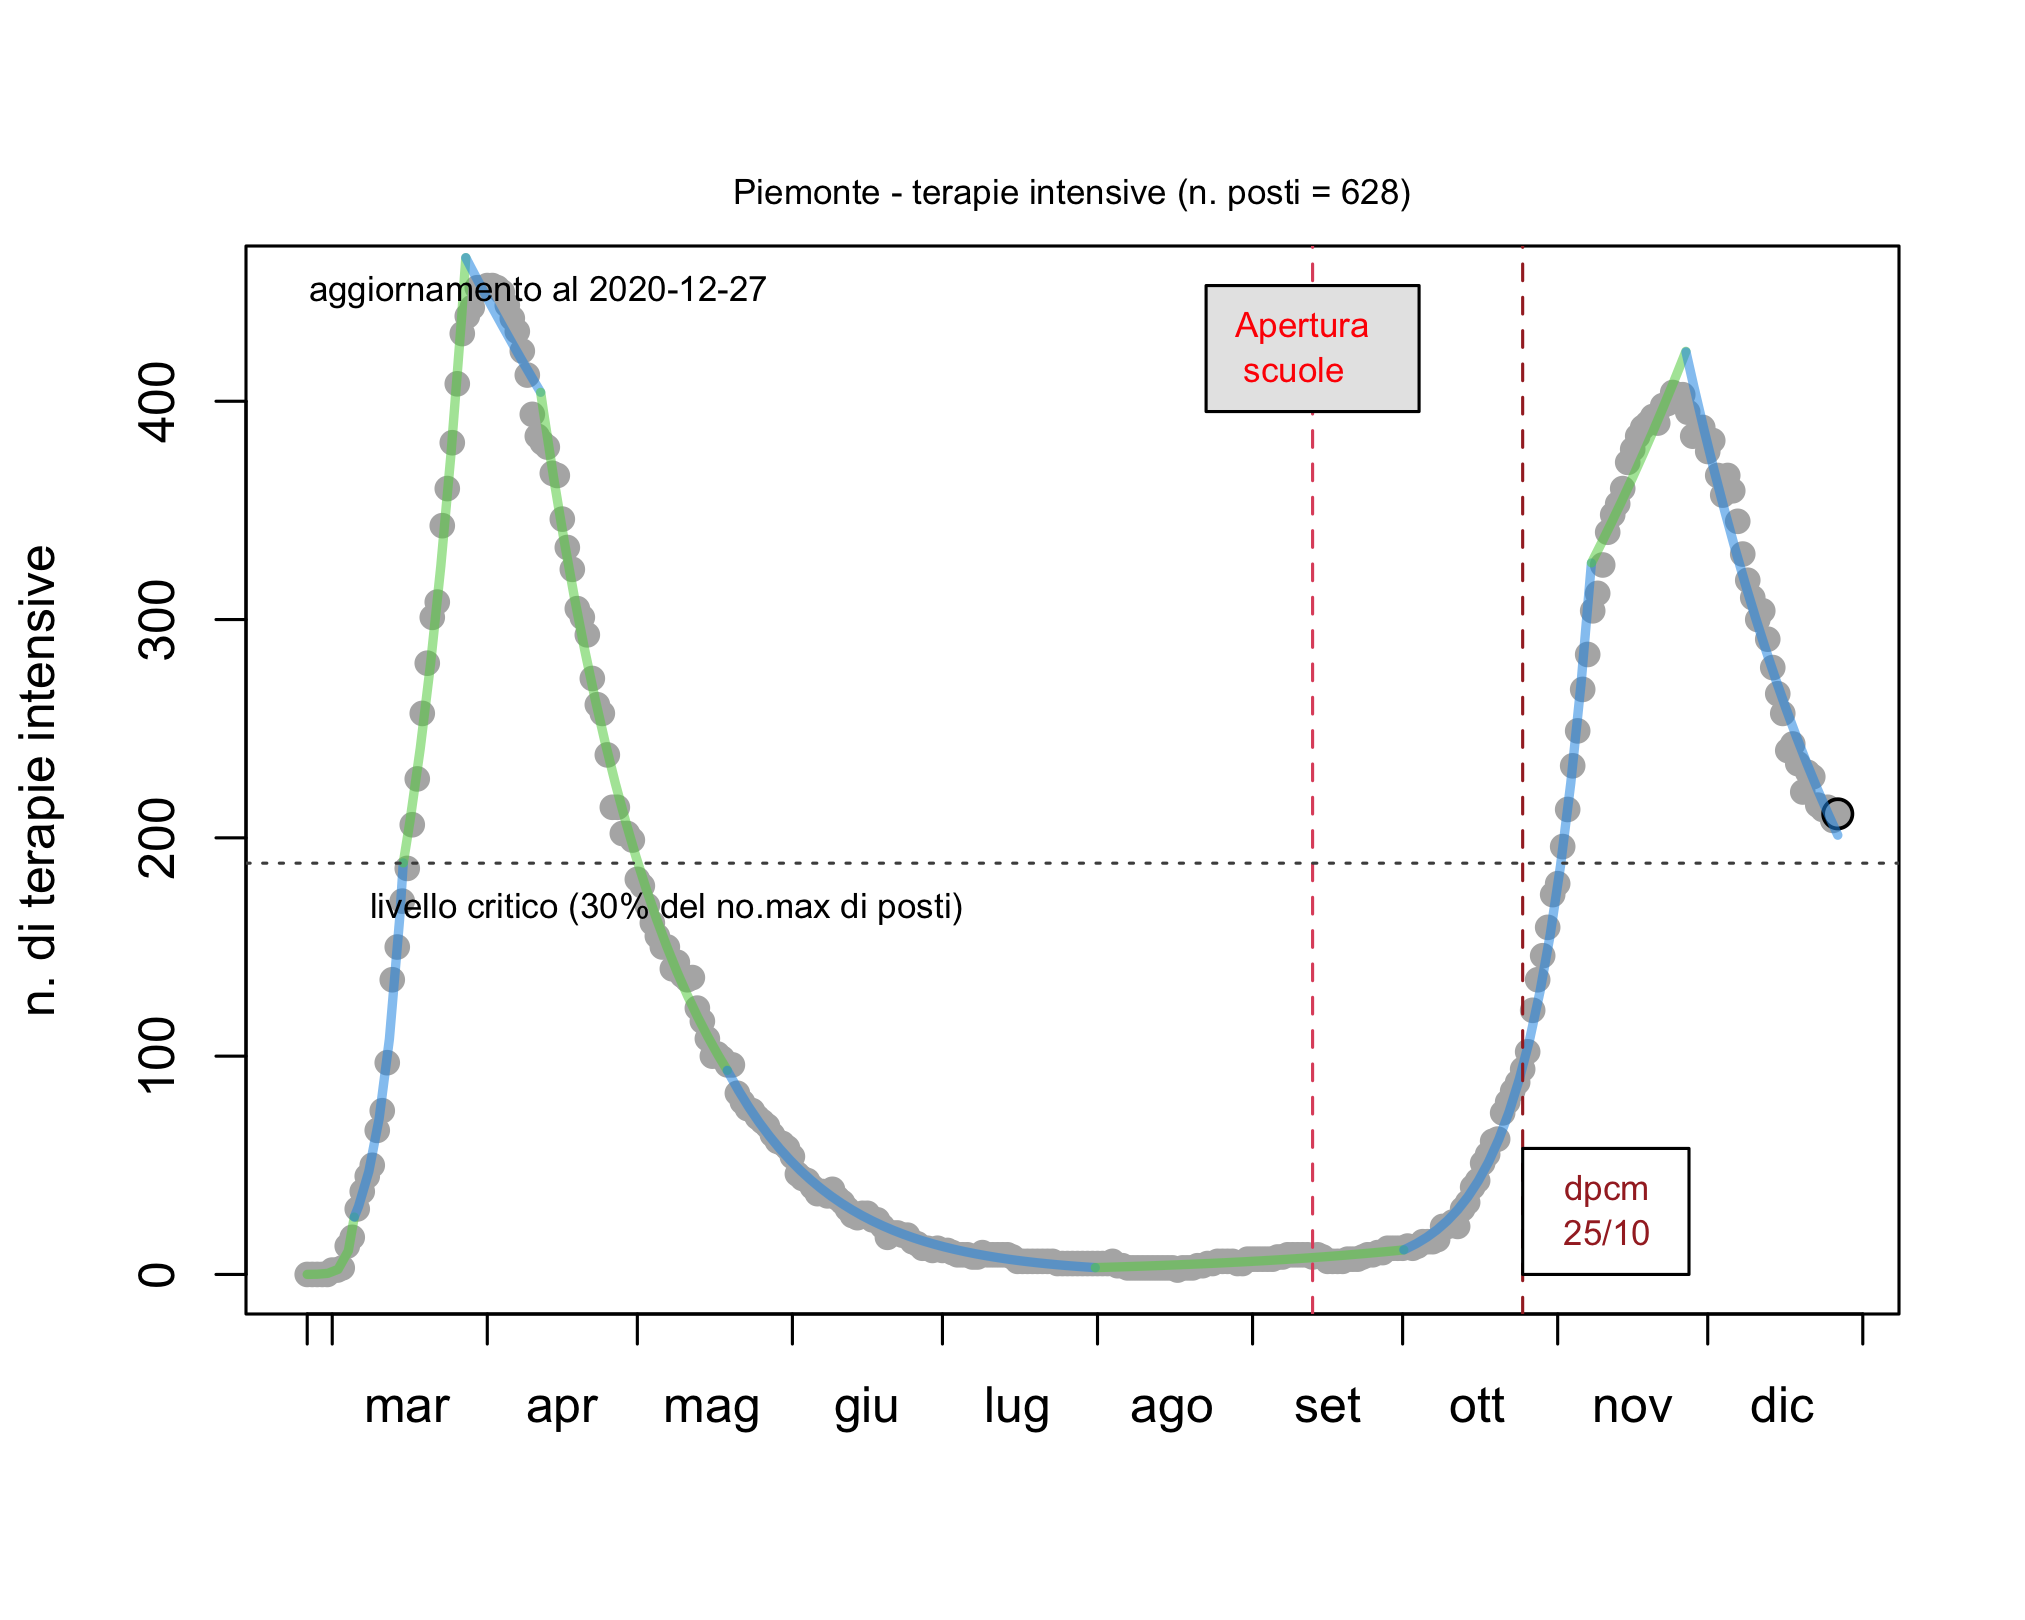 Piemonte - terapie intensive (n. posti = 628)
aggiornamento al 2020-12-27
Apertura
scuole
n. di terapie intensive
400
300
200
100
0
livello critico (30% del no.max di posti)
dpcm
25/10
mar apr mag giu lug ago set ott nov dic